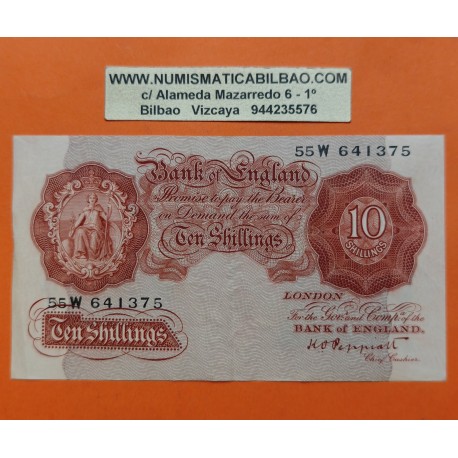 WWW.NUMISMATICABILBAO.COM
c/ Alameda Mazarredo 6 - 1º
Bilbao Vizcaya 944235576
55W 641375
Bank of England
Promise to pay the Bearer
on Demand the sum of
Ten Shillings
10
SHILLINGS
55W 641375
Ten Shillings
LONDON
For the Govr. and Compa. of the
BANK OF ENGLAND.
K O Peppiatt
Chief Cashier